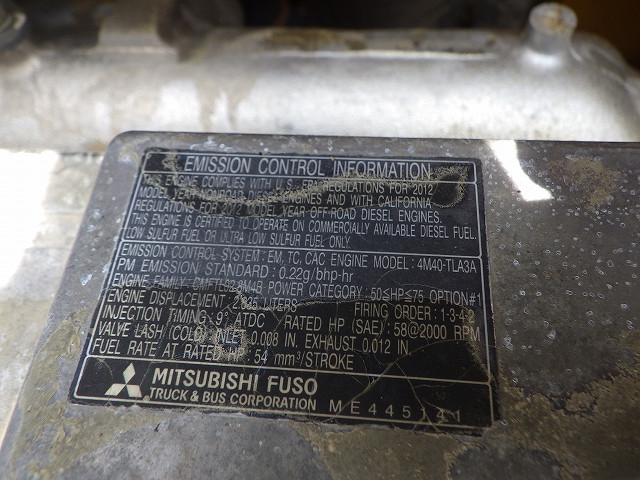 EMISSION CONTROL INFORMATION
THIS ENGINE COMPLIES WITH U.S. EPA REGULATIONS FOR 2012
MODEL YEAR NONROAD DIESEL ENGINES AND WITH CALIFORNIA
REGULATIONS FOR 2012 MODEL YEAR OFF-ROAD DIESEL ENGINES.
THIS ENGINE IS CERTIFIED TO OPERATE ON COMMERCIALLY AVAILABLE DIESEL FUEL.
LOW SULFUR FUEL OR ULTRA LOW SULFUR FUEL ONLY.
EMISSION CONTROL SYSTEM : EM, TC, CAC ENGINE MODEL : 4M40-TLA3A
PM EMISSION STANDARD : 0.22g/bhp-hr
ENGINE FAMILY : POWER CATEGORY : 50≤HP≤75 OPTION#1
ENGINE DISPLACEMENT : 2.835 LITERS FIRING ORDER : 1-3-4-2
INJECTION TIMING : 9° ATDC RATED HP (SAE) : 58@2000 RPM
VALVE LASH (COLD) INLET 0.008 IN. EXHAUST 0.012 IN
FUEL RATE AT RATED HP : 54 mm³/STROKE
MITSUBISHI FUSO
TRUCK & BUS CORPORATION ME445141